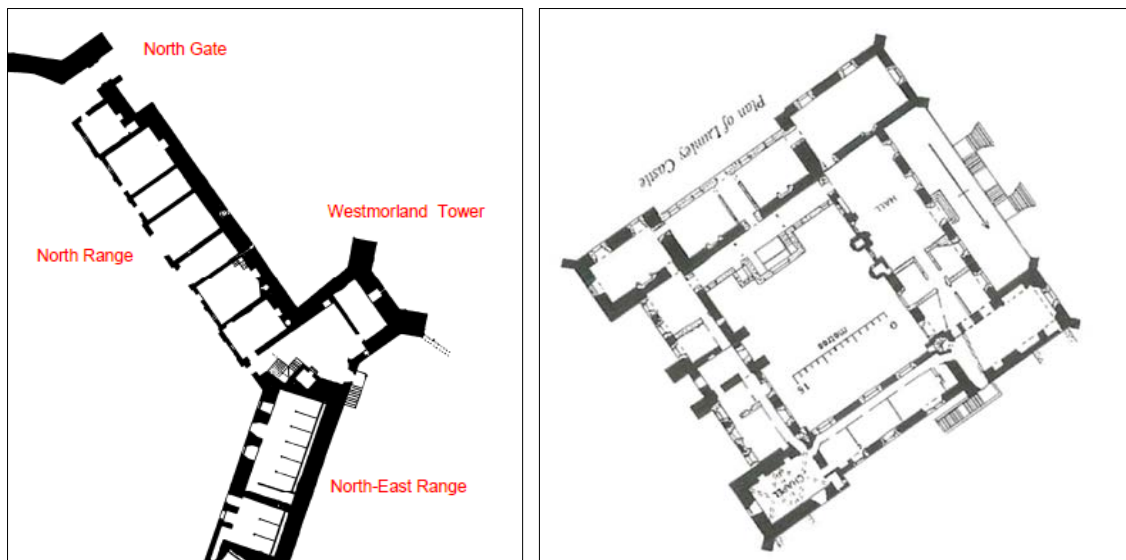 North Gate
Westmorland Tower
North Range
North-East Range
Plan of Lumley Castle
HALL
0
metres
15
CHAPEL